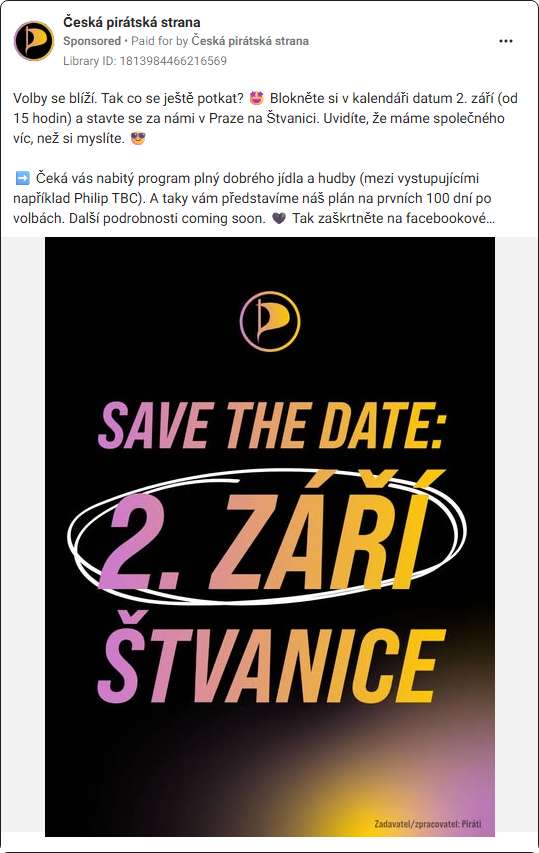 Česká pirátská strana
Sponsored • Paid for by Česká pirátská strana
Library ID: 1813984466216569
Volby se blíží. Tak co se ještě potkat? 🤩 Blokněte si v kalendáři datum 2. září (od
15 hodin) a stavte se za námi v Praze na Štvanici. Uvidíte, že máme společného
víc, než si myslíte. 😎
➡️ Čeká vás nabitý program plný dobrého jídla a hudby (mezi vystupujícími
například Philip TBC). A taky vám představíme náš plán na prvních 100 dní po
volbách. Další podrobnosti coming soon. 🖤 Tak zaškrtněte na facebookové…
SAVE THE DATE:
2. ZÁŘÍ
ŠTVANICE
Zadavatel/zpracovatel: Piráti